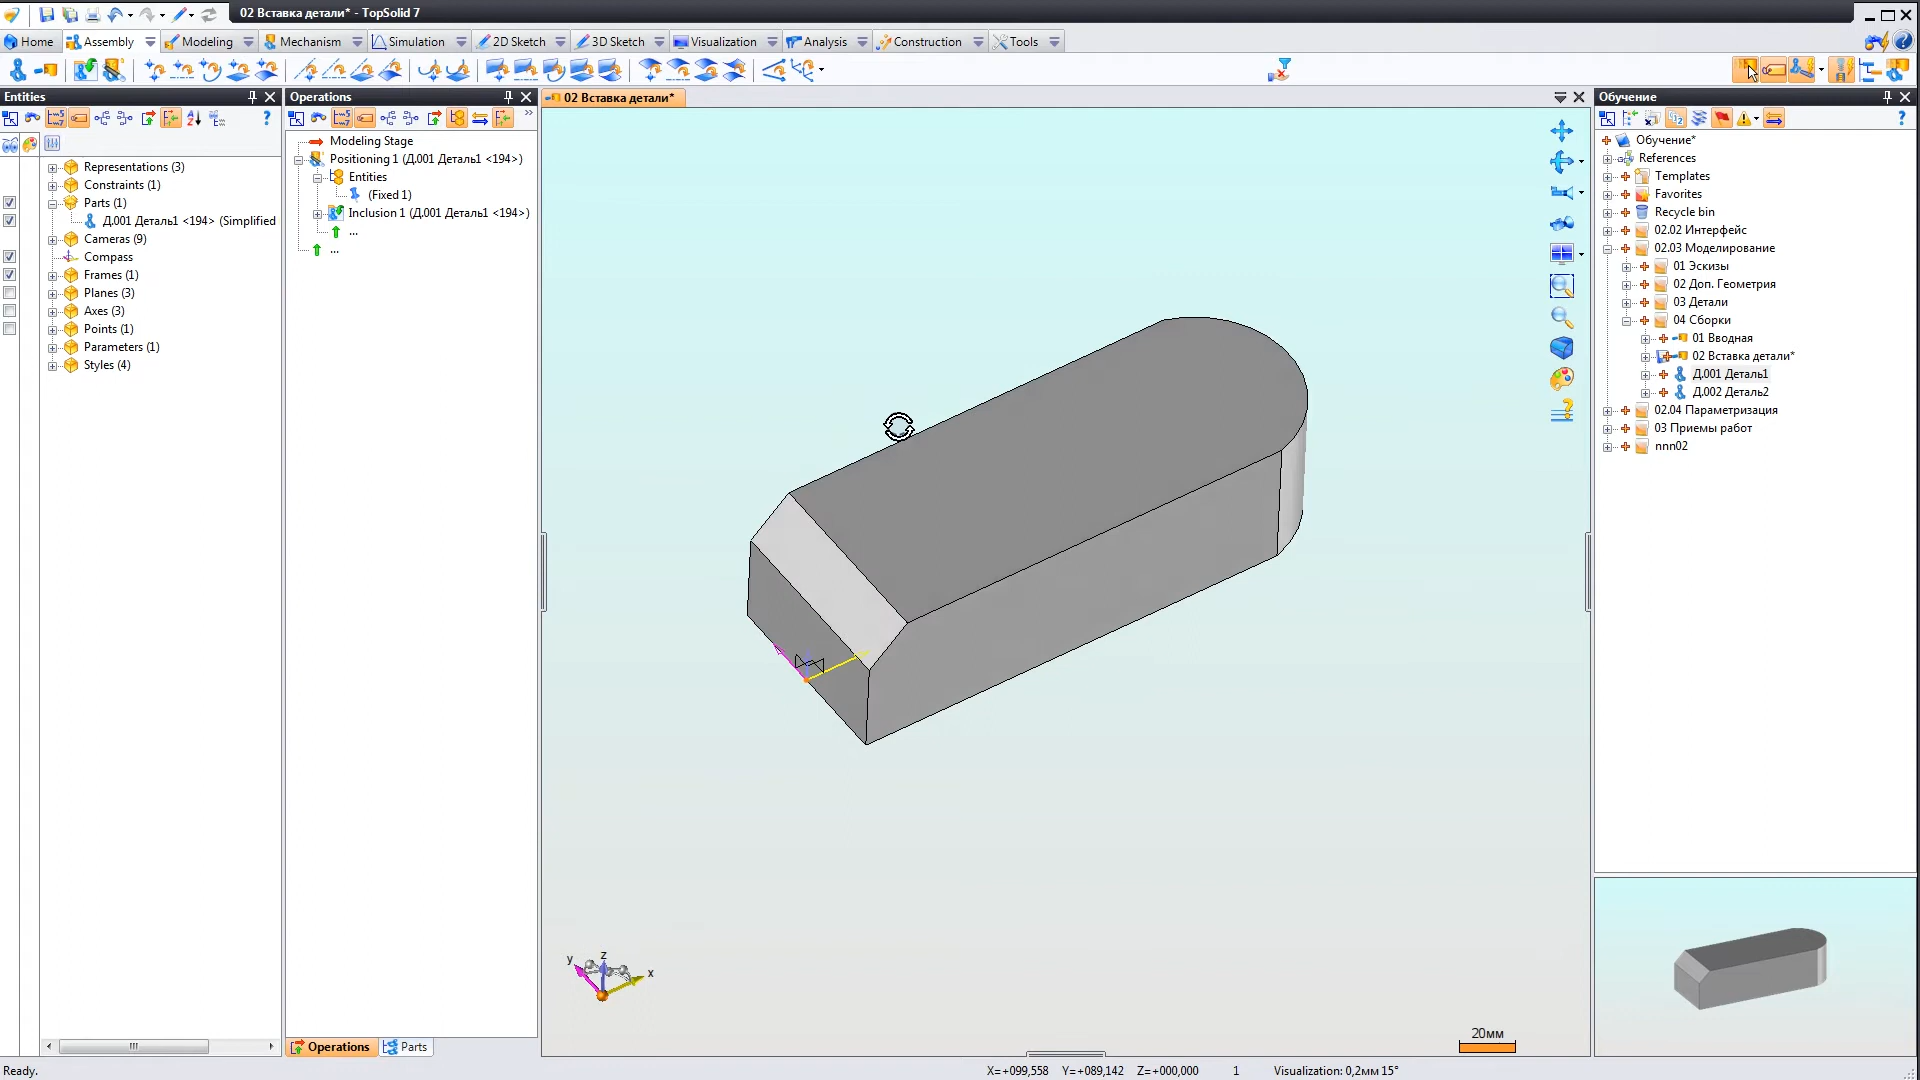 02 Вставка детали* - TopSolid 7
Home
Assembly
Modeling
Mechanism
Simulation
2D Sketch
3D Sketch
Visualization
Analysis
Construction
Tools
Entities
Representations (3)
Constraints (1)
Parts (1)
Д.001 Деталь1 <194> (Simplified
Cameras (9)
Compass
Frames (1)
Planes (3)
Axes (3)
Points (1)
Parameters (1)
Styles (4)
Operations
Modeling Stage
Positioning 1 (Д.001 Деталь1 <194>)
Entities
(Fixed 1)
Inclusion 1 (Д.001 Деталь1 <194>)
...
...
Operations
Parts
02 Вставка детали*
y
z
x
20мм
Обучение
Обучение*
References
Templates
Favorites
Recycle bin
02.02 Интерфейс
02.03 Моделирование
01 Эскизы
02 Доп. Геометрия
03 Детали
04 Сборки
01 Вводная
02 Вставка детали*
Д.001 Деталь1
Д.002 Деталь2
02.04 Параметризация
03 Приемы работ
nnn02
Ready.
X=+099,558 Y=+089,142 Z=+000,000 1 Visualization: 0,2мм 15°